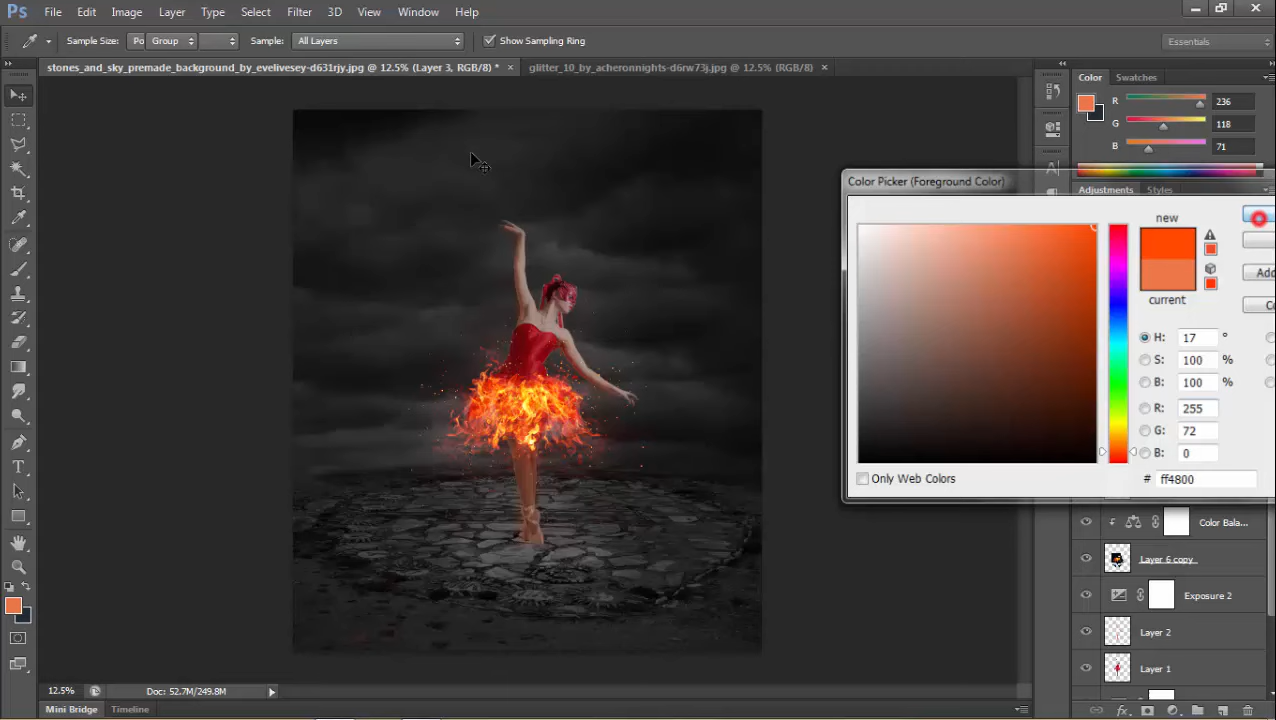 Ps File Edit Image Layer Type Select Filter 3D View Window Help
Sample Size: Po Group Sample: All Layers Show Sampling Ring Essentials
stones_and_sky_premade_background_by_evelivesey-d631rjy.jpg @ 12.5% (Layer 3, RGB/8) * × glitter_10_by_acheronnights-d6rw73j.jpg @ 12.5% (RGB/8) ×
Color Swatches
R 236
G 118
B 71
Adjustments Styles
Color Picker (Foreground Color)
new
current
Add
H: 17 °
S: 100 %
B: 100 %
R: 255
G: 72
B: 0
# ff4800
Only Web Colors
Color Bala...
Layer 6 copy
Exposure 2
Layer 2
Layer 1
12.5% Doc: 52.7M/249.8M
Mini Bridge Timeline